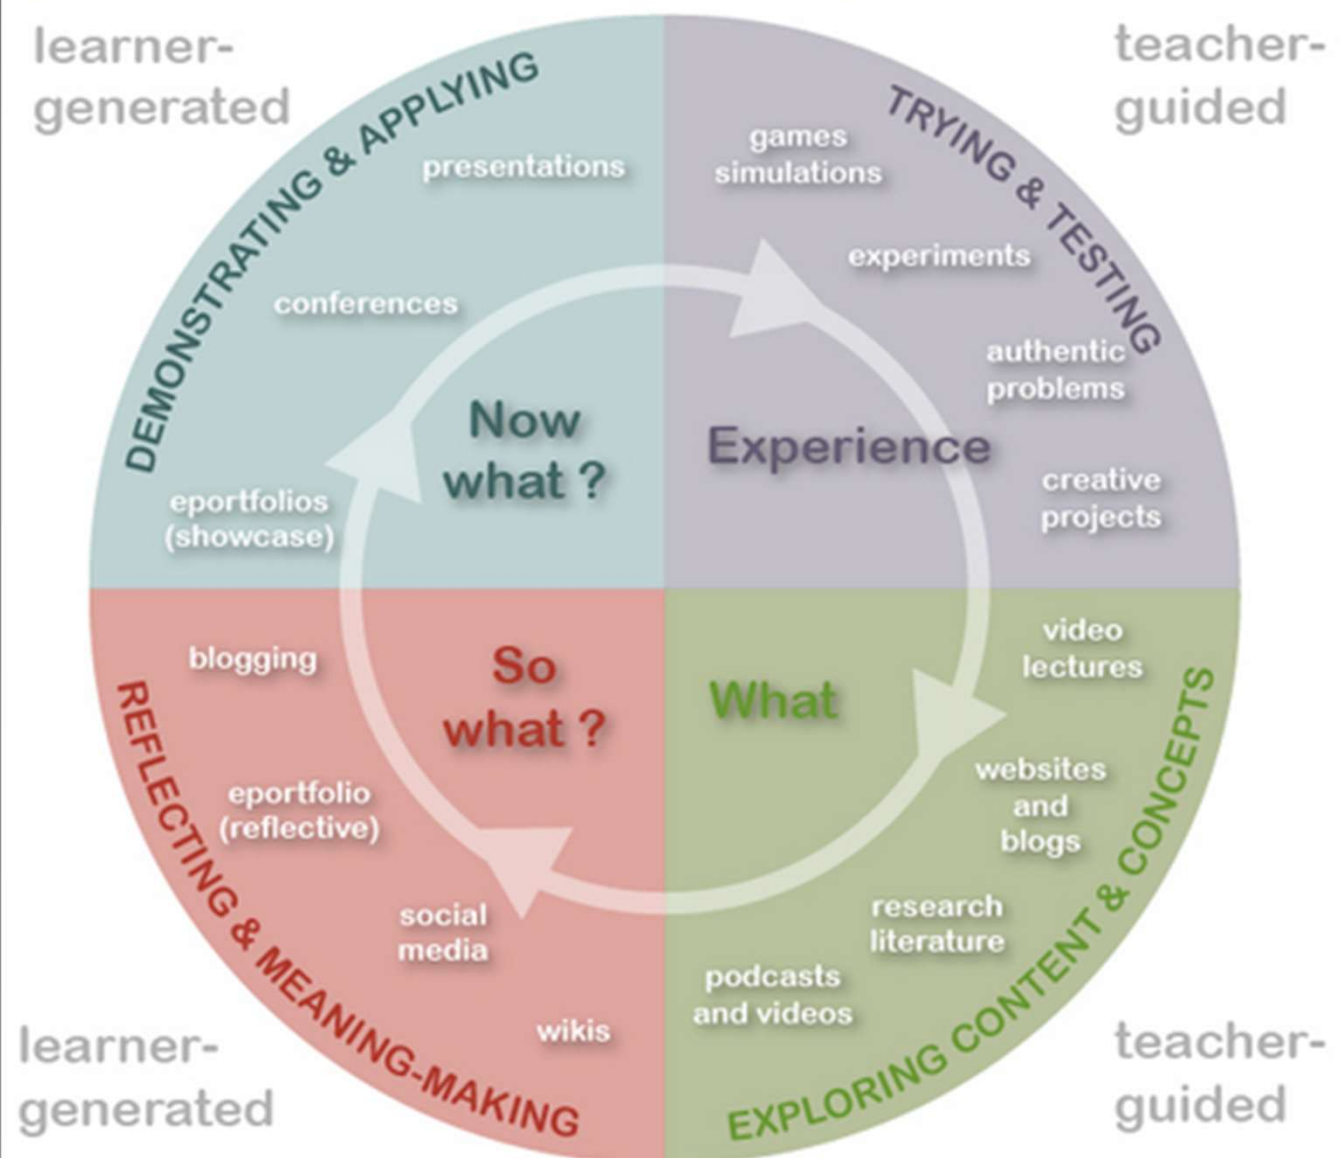 learner-
generated
teacher-
guided
DEMONSTRATING & APPLYING
presentations
conferences
Now
what ?
eportfolios
(showcase)
TRYING & TESTING
games
simulations
experiments
authentic
problems
Experience
creative
projects
What
video
lectures
websites
and
blogs
research
literature
podcasts
and videos
EXPLORING CONTENT & CONCEPTS
So
what ?
blogging
eportfolio
(reflective)
social
media
wikis
REFLECTING & MEANING-MAKING
learner-
generated
teacher-
guided